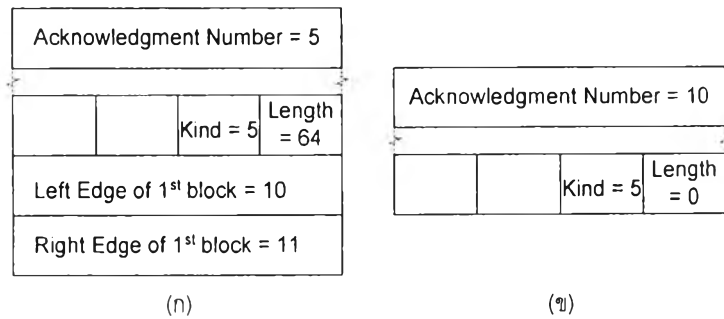 Acknowledgment Number = 5
Kind = 5
Length = 64
Left Edge of 1st block = 10
Right Edge of 1st block = 11
(ก)
Acknowledgment Number = 10
Kind = 5
Length = 0
(ข)